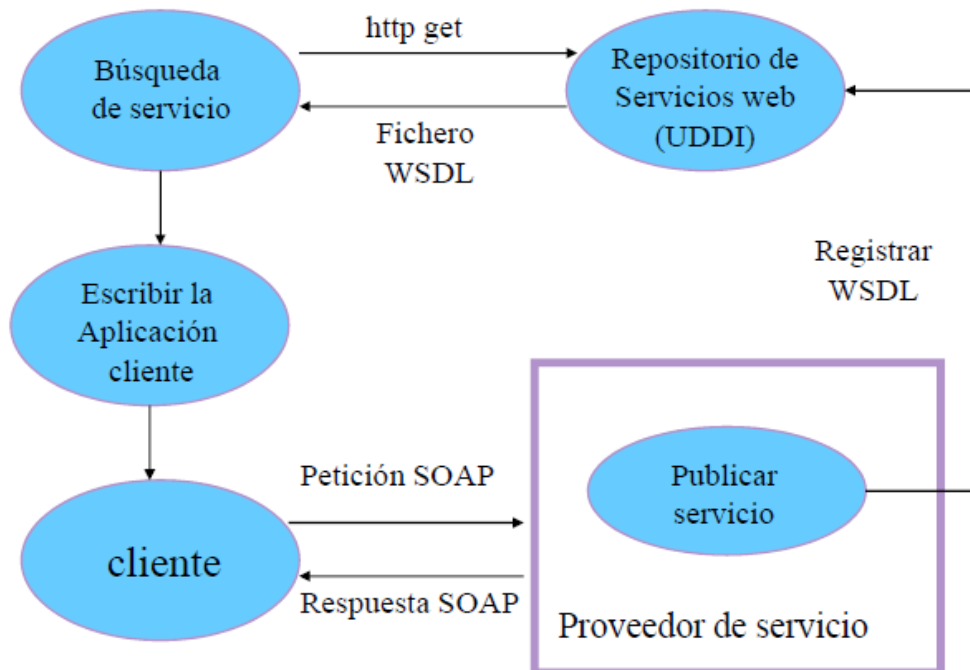 http get
Búsqueda
de servicio
Repositorio de
Servicios web
(UDDI)
Fichero
WSDL
Registrar
WSDL
Escribir la
Aplicación
cliente
Petición SOAP
Publicar
servicio
cliente
Respuesta SOAP
Proveedor de servicio